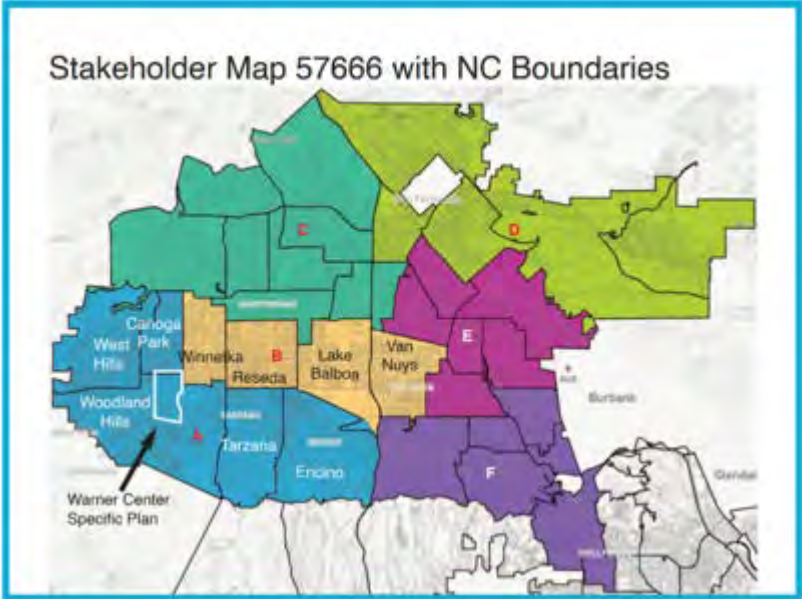 Stakeholder Map 57666 with NC Boundaries
C
D
Canoga
Park
West
Hills
Winnetka
B
Reseda
Lake
Balboa
Van
Nuys
E
Burbank
Woodland
Hills
A
Tarzana
Encino
F
Glendal
Warner Center
Specific Plan